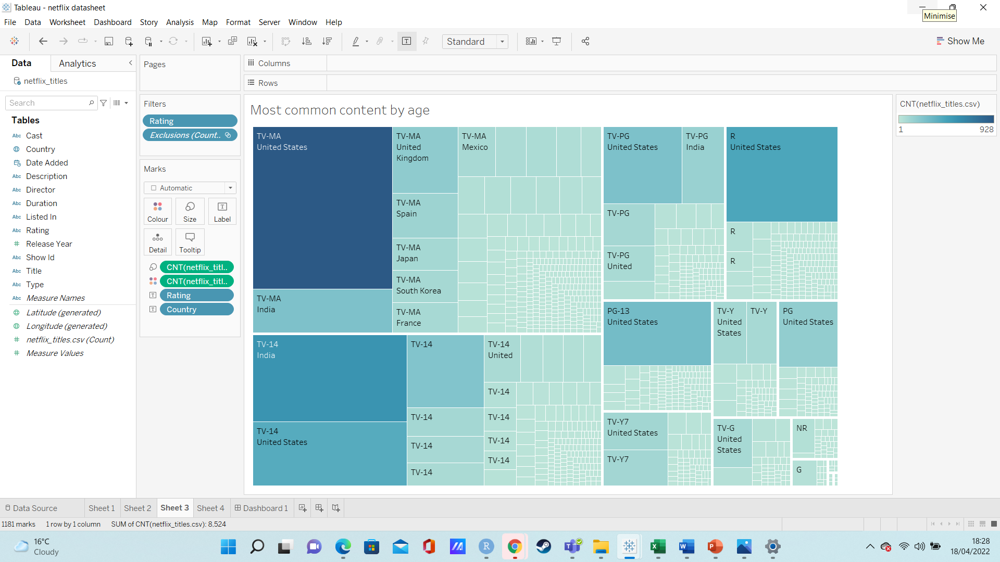 Tableau - netflix datasheet
Minimise
File Data Worksheet Dashboard Story Analysis Map Format Server Window Help
Standard
Show Me
Data
Analytics
netflix_titles
Search
Tables
Abc Cast
Country
Date Added
Abc Description
Abc Director
Abc Duration
Abc Listed In
Abc Rating
Release Year
Abc Show Id
Abc Title
Abc Type
Abc Measure Names
Latitude (generated)
Longitude (generated)
netflix_titles.csv (Count)
Measure Values
Pages
Filters
Rating
Exclusions (Count..
Marks
Automatic
Colour
Size
Label
Detail
Tooltip
CNT(netflix_titl..
CNT(netflix_titl..
Rating
Country
Columns
Rows
Most common content by age
TV-MA
United States
TV-MA
India
TV-MA
United
Kingdom
TV-MA
Spain
TV-MA
Japan
TV-MA
South Korea
TV-MA
France
TV-MA
Mexico
TV-14
India
TV-14
United States
TV-14
TV-14
TV-14
TV-14
TV-14
United
TV-14
TV-14
TV-14
TV-14
TV-PG
United States
TV-PG
India
TV-PG
TV-PG
United
R
United States
R
R
PG-13
United States
TV-Y
United
States
TV-Y
PG
United States
TV-Y7
United States
TV-Y7
TV-G
United
States
NR
G
CNT(netflix_titles.csv)
1
928
Data Source
Sheet 1
Sheet 2
Sheet 3
Sheet 4
Dashboard 1
1181 marks
1 row by 1 column
SUM of CNT(netflix_titles.csv): 8,524
16°C
Cloudy
18:28
18/04/2022